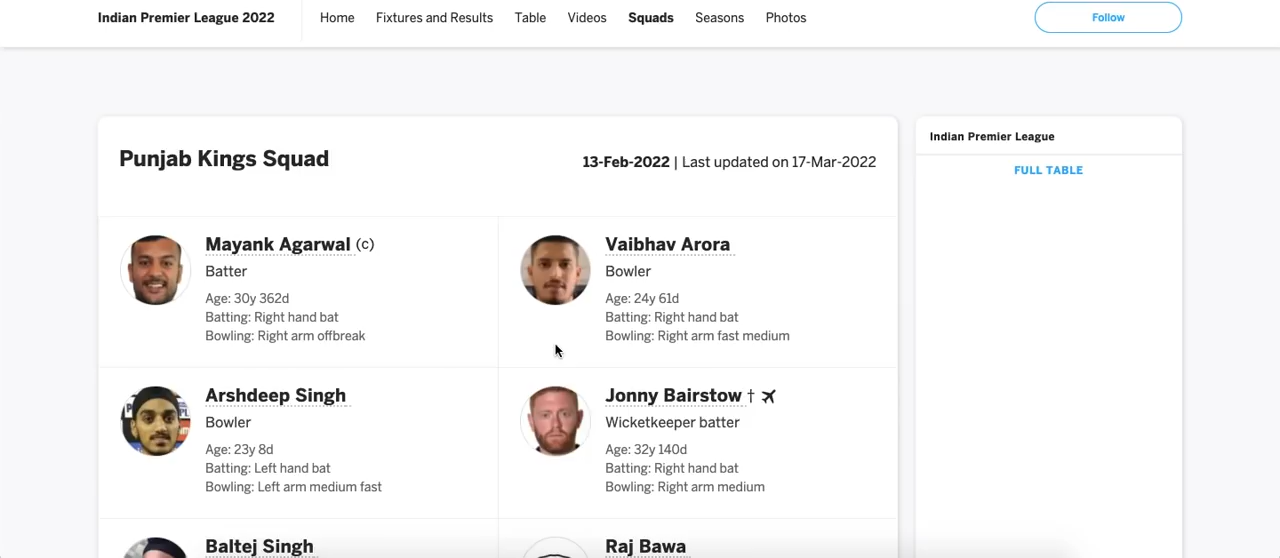 Indian Premier League 2022
Home
Fixtures and Results
Table
Videos
Squads
Seasons
Photos
Follow
Punjab Kings Squad
13-Feb-2022 | Last updated on 17-Mar-2022
Mayank Agarwal (c)
Batter
Age: 30y 362d
Batting: Right hand bat
Bowling: Right arm offbreak
Vaibhav Arora
Bowler
Age: 24y 61d
Batting: Right hand bat
Bowling: Right arm fast medium
Arshdeep Singh
Bowler
Age: 23y 8d
Batting: Left hand bat
Bowling: Left arm medium fast
Jonny Bairstow †
Wicketkeeper batter
Age: 32y 140d
Batting: Right hand bat
Bowling: Right arm medium
Baltej Singh
Raj Bawa
Indian Premier League
FULL TABLE